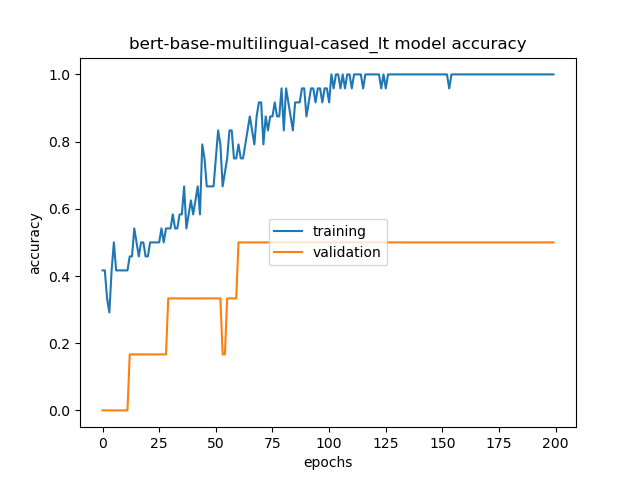 bert-base-multilingual-cased_lt model accuracy
1.0
0.8
0.6
0.4
0.2
0.0
accuracy
training
validation
0 25 50 75 100 125 150 175 200
epochs